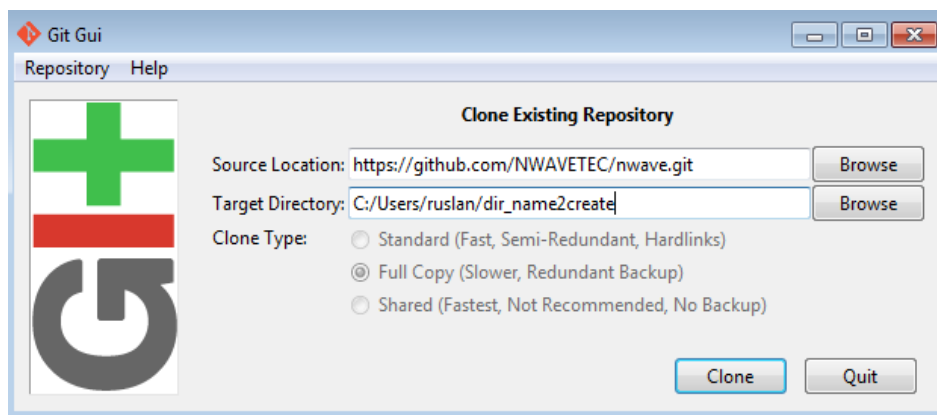 Git Gui
Repository Help
Clone Existing Repository
Source Location: https://github.com/NWAVETEC/nwave.git Browse
Target Directory: C:/Users/ruslan/dir_name2create Browse
Clone Type: Standard (Fast, Semi-Redundant, Hardlinks)
Full Copy (Slower, Redundant Backup)
Shared (Fastest, Not Recommended, No Backup)
Clone Quit
Git